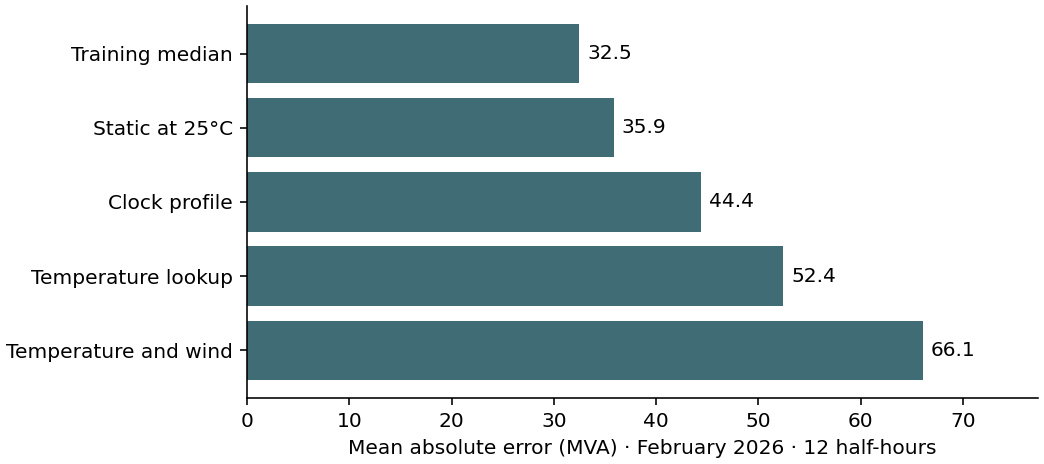 Training median
32.5
Static at 25°C
35.9
Clock profile
44.4
Temperature lookup
52.4
Temperature and wind
66.1
0 10 20 30 40 50 60 70
Mean absolute error (MVA) · February 2026 · 12 half-hours